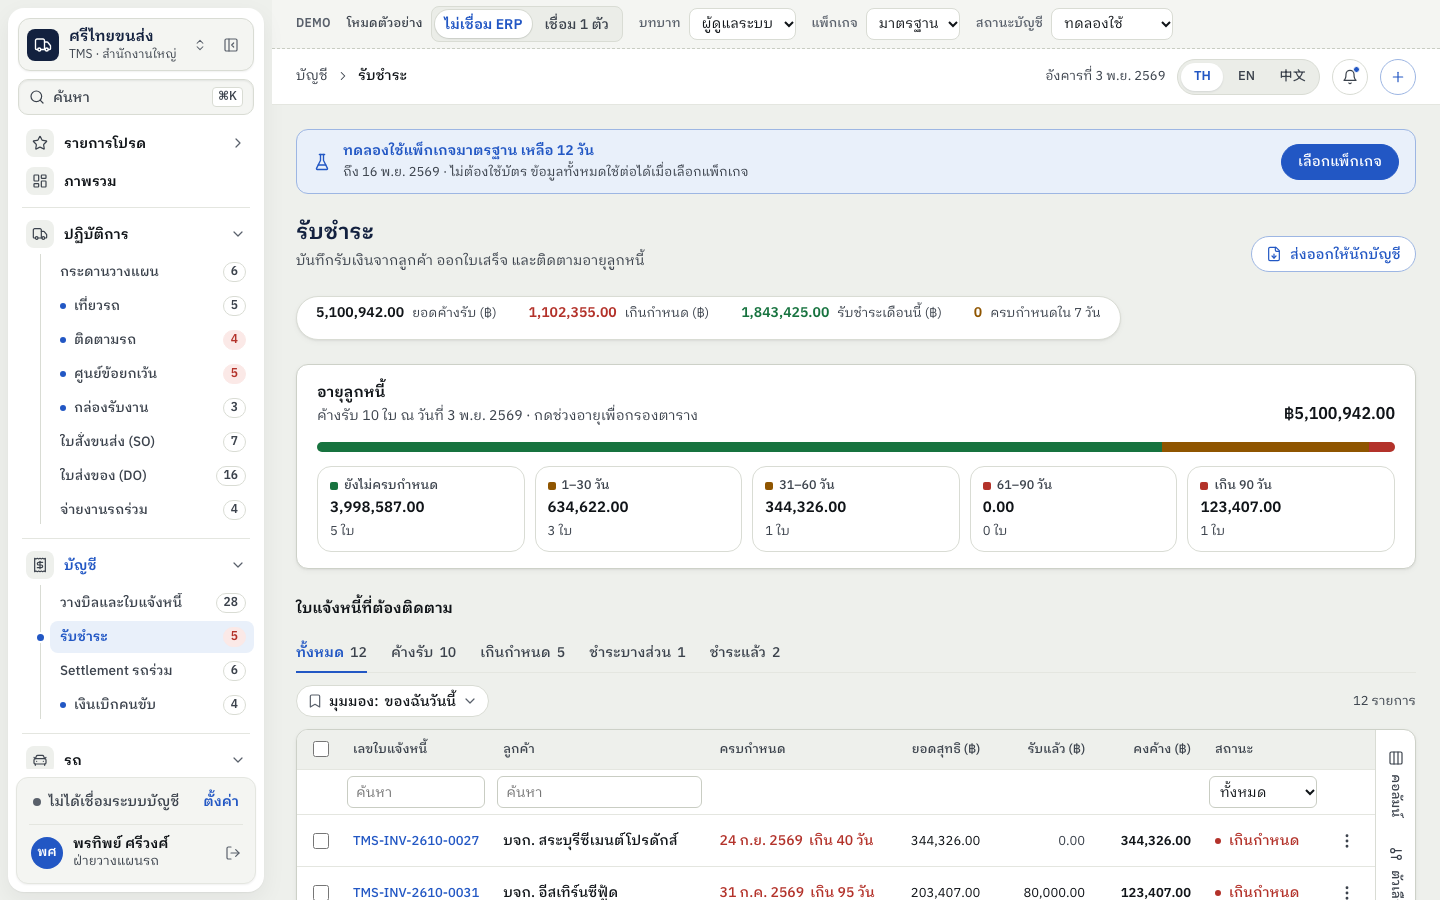 ศรีไทยขนส่ง
TMS · สำนักงานใหญ่
ค้นหา ⌘K
รายการโปรด
ภาพรวม
ปฏิบัติการ
กระดานวางแผน 6
เที่ยวรถ 5
ติดตามรถ 4
ศูนย์ข้อยกเว้น 5
กล่องรับงาน 3
ใบสั่งขนส่ง (SO) 7
ใบส่งของ (DO) 16
จ่ายงานรถร่วม 4
บัญชี
วางบิลและใบแจ้งหนี้ 28
รับชำระ 5
Settlement รถร่วม 6
เงินเบิกคนขับ 4
รถ
ไม่ได้เชื่อมระบบบัญชี ตั้งค่า
พศ พรทิพย์ ศรีวงศ์
ฝ่ายวางแผนรถ
DEMO โหมดตัวอย่าง ไม่เชื่อม ERP เชื่อม 1 ตัว บทบาท ผู้ดูแลระบบ แพ็กเกจ มาตรฐาน สถานะบัญชี ทดลองใช้
บัญชี รับชำระ อังคารที่ 3 พ.ย. 2569 TH EN 中文
ทดลองใช้แพ็กเกจมาตรฐาน เหลือ 12 วัน
ถึง 16 พ.ย. 2569 · ไม่ต้องใช้บัตร ข้อมูลทั้งหมดใช้ต่อได้เมื่อเลือกแพ็กเกจ
เลือกแพ็กเกจ
รับชำระ
บันทึกรับเงินจากลูกค้า ออกใบเสร็จ และติดตามอายุลูกหนี้
ส่งออกให้นักบัญชี
5,100,942.00 ยอดค้างรับ (฿) 1,102,355.00 เกินกำหนด (฿) 1,843,425.00 รับชำระเดือนนี้ (฿) 0 ครบกำหนดใน 7 วัน
อายุลูกหนี้
ค้างรับ 10 ใบ ณ วันที่ 3 พ.ย. 2569 · กดช่วงอายุเพื่อกรองตาราง ฿5,100,942.00
ยังไม่ครบกำหนด 1–30 วัน 31–60 วัน 61–90 วัน เกิน 90 วัน
3,998,587.00 634,622.00 344,326.00 0.00 123,407.00
5 ใบ 3 ใบ 1 ใบ 0 ใบ 1 ใบ
ใบแจ้งหนี้ที่ต้องติดตาม
ทั้งหมด 12 ค้างรับ 10 เกินกำหนด 5 ชำระบางส่วน 1 ชำระแล้ว 2
มุมมอง: ของฉันวันนี้ 12 รายการ
เลขใบแจ้งหนี้ ลูกค้า ครบกำหนด ยอดสุทธิ (฿) รับแล้ว (฿) คงค้าง (฿) สถานะ
ค้นหา ค้นหา ทั้งหมด
TMS-INV-2610-0027 บจก. สระบุรีซีเมนต์โปรดักส์ 24 ก.ย. 2569 เกิน 40 วัน 344,326.00 0.00 344,326.00 เกินกำหนด
TMS-INV-2610-0031 บจก. อีสเทิร์นซีฟู้ด 31 ก.ค. 2569 เกิน 95 วัน 203,407.00 80,000.00 123,407.00 เกินกำหนด
คอลัมน์